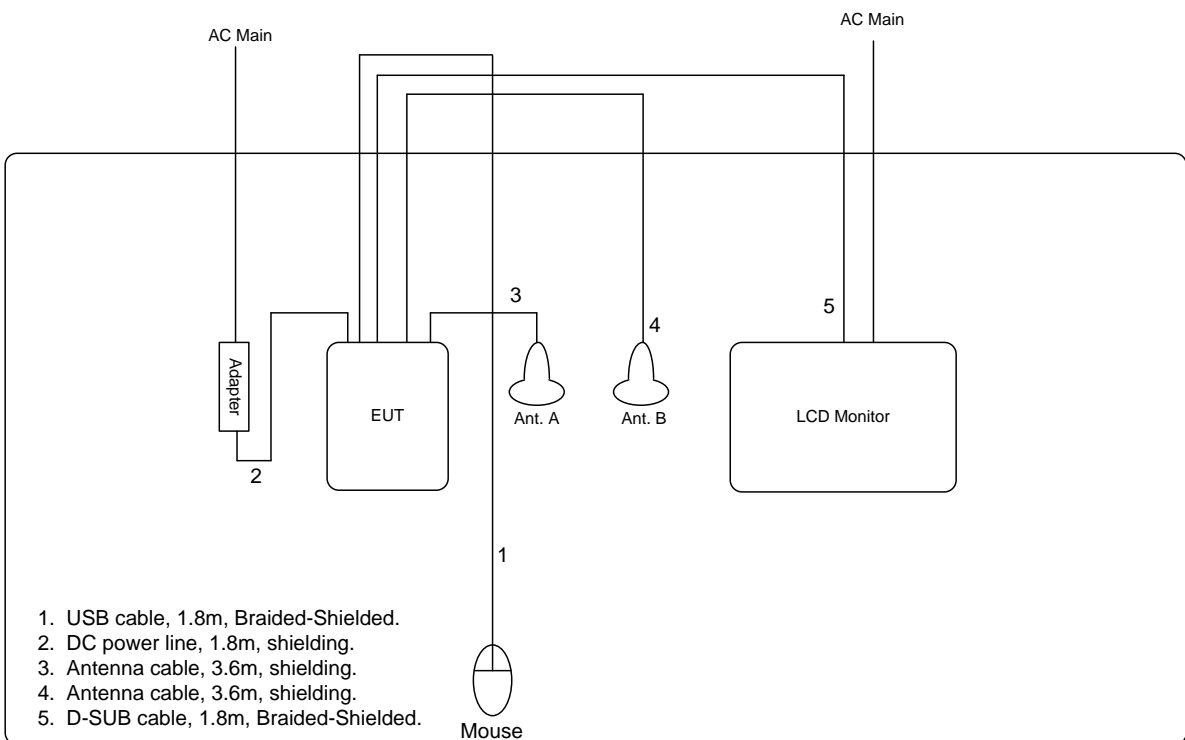 AC Main
AC Main
3
5
4
Adapter
EUT
Ant. A
Ant. B
LCD Monitor
2
1
1. USB cable, 1.8m, Braided-Shielded.
2. DC power line, 1.8m, shielding.
3. Antenna cable, 3.6m, shielding.
4. Antenna cable, 3.6m, shielding.
5. D-SUB cable, 1.8m, Braided-Shielded.
Mouse